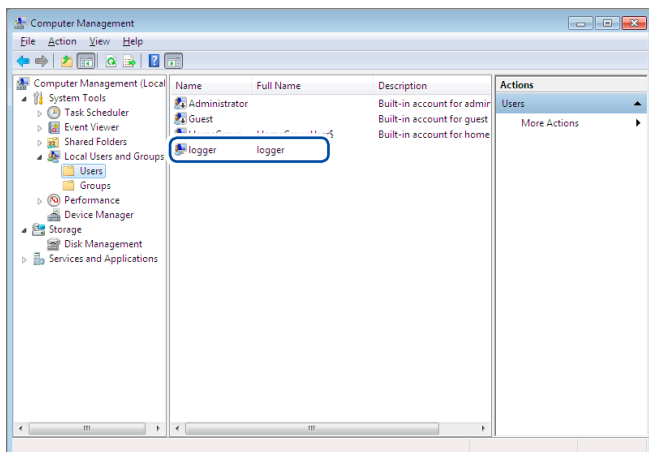 Computer Management
File Action View Help
Computer Management (Local
System Tools
Task Scheduler
Event Viewer
Shared Folders
Local Users and Groups
Users
Groups
Performance
Device Manager
Storage
Disk Management
Services and Applications
Name Full Name Description
Administrator Built-in account for admir
Guest Built-in account for guest
Built-in account for home
logger logger
Actions
Users
More Actions